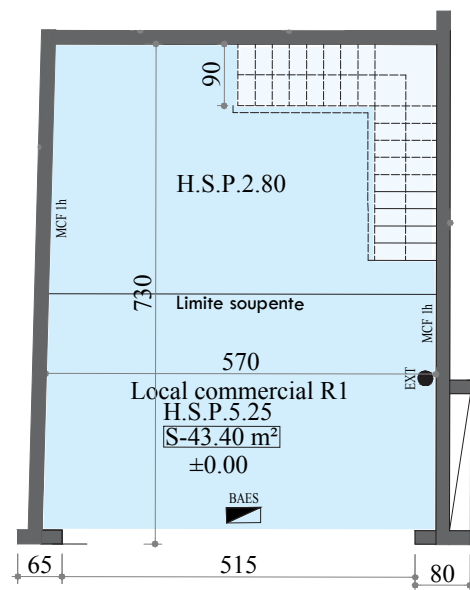 90
H.S.P.2.80
MCF 1h
730
Limite soupente
MCF 1h
570
EXT
Local commercial R1
H.S.P.5.25
S-43.40 m²
±0.00
BAES
65
515
80